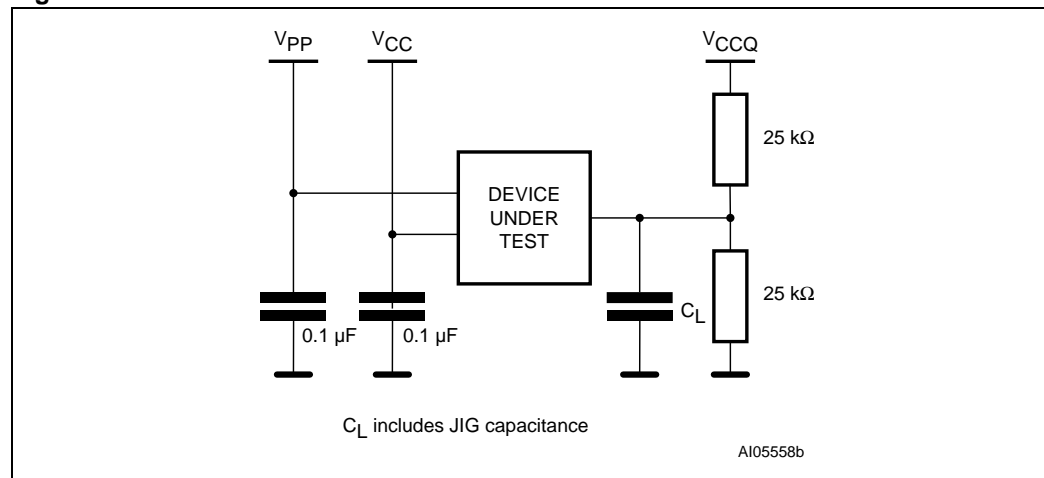 VPP
VCC
VCCQ
25 kΩ
DEVICE
UNDER
TEST
25 kΩ
CL
0.1 µF
0.1 µF
CL includes JIG capacitance
AI05558b